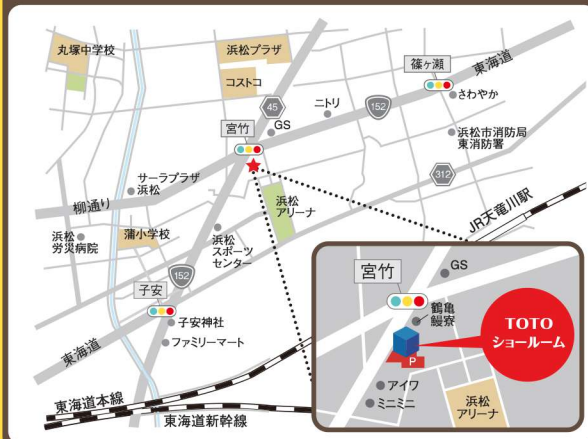 丸塚中学校
浜松プラザ
コストコ
篠ヶ瀬
東海道
さわやか
ニトリ
152
45
GS
宮竹
浜松市消防局
東消防署
サーラプラザ
浜松
312
柳通り
浜松
アリーナ
JR天竜川駅
浜松
労災病院
蒲小学校
浜松
スポーツ
センター
152
子安
子安神社
ファミリーマート
東海道
東海道本線
東海道新幹線
宮竹
GS
鶴亀
鰻寮
TOTO
ショールーム
P
アイワ
ミニミニ
浜松
アリーナ